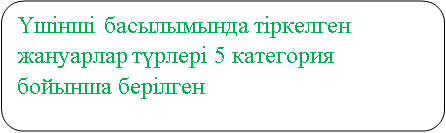 Үшінші басылымында тіркелген
жануарлар түрлері 5 категория
бойынша берілген